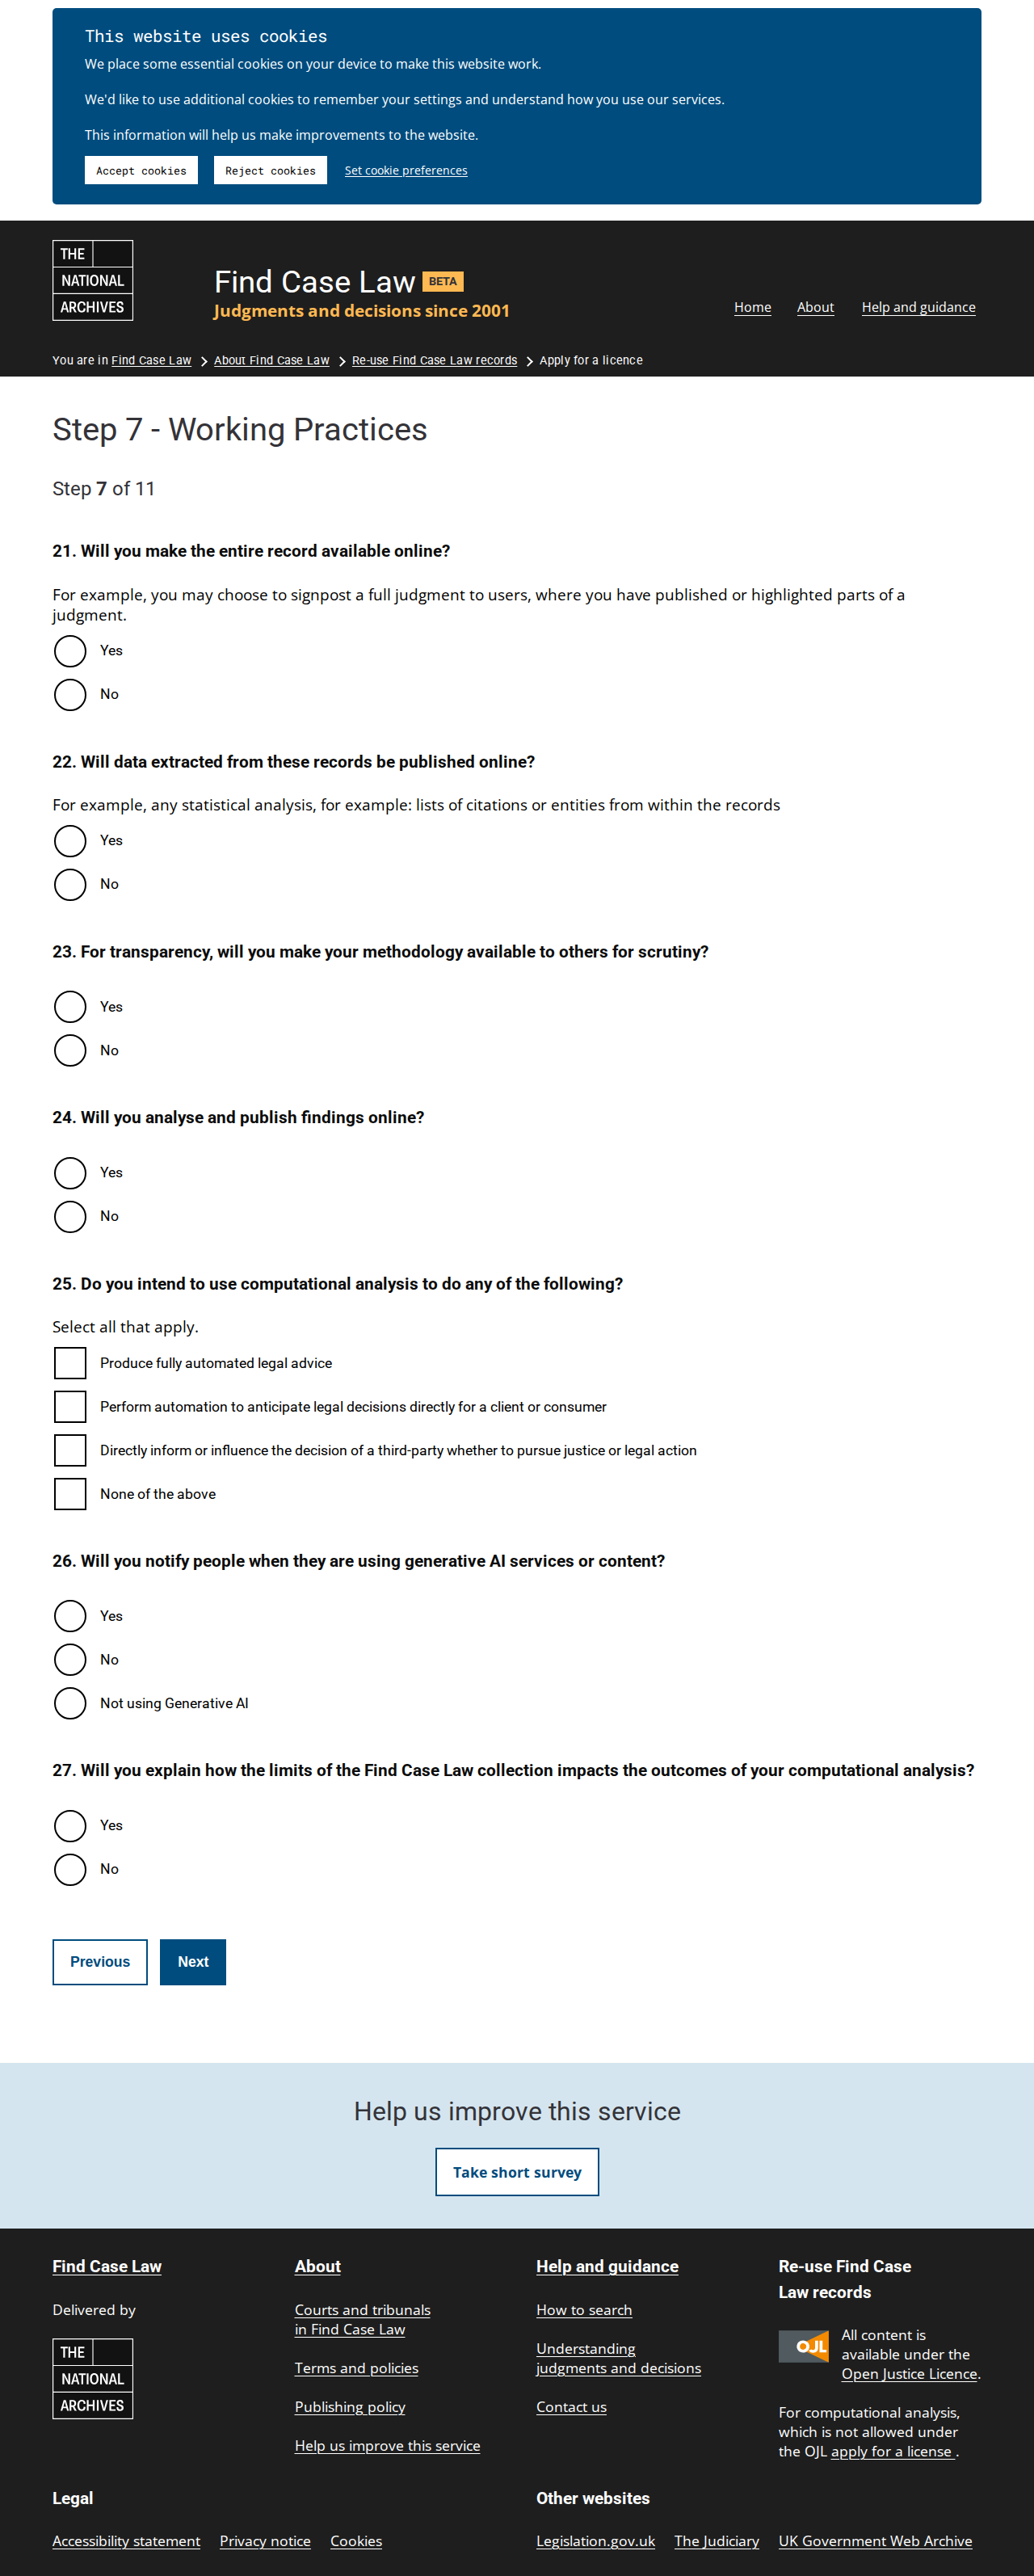 This website uses cookies
We place some essential cookies on your device to make this website work.
We'd like to use additional cookies to remember your settings and understand how you use our services.
This information will help us make improvements to the website.
Accept cookies Reject cookies Set cookie preferences
THE
NATIONAL
ARCHIVES
Find Case Law BETA
Judgments and decisions since 2001
Home About Help and guidance
You are in Find Case Law About Find Case Law Re-use Find Case Law records Apply for a licence
Step 7 - Working Practices
Step 7 of 11
21. Will you make the entire record available online?
For example, you may choose to signpost a full judgment to users, where you have published or highlighted parts of a
judgment.
Yes
No
22. Will data extracted from these records be published online?
For example, any statistical analysis, for example: lists of citations or entities from within the records
Yes
No
23. For transparency, will you make your methodology available to others for scrutiny?
Yes
No
24. Will you analyse and publish findings online?
Yes
No
25. Do you intend to use computational analysis to do any of the following?
Select all that apply.
Produce fully automated legal advice
Perform automation to anticipate legal decisions directly for a client or consumer
Directly inform or influence the decision of a third-party whether to pursue justice or legal action
None of the above
26. Will you notify people when they are using generative AI services or content?
Yes
No
Not using Generative AI
27. Will you explain how the limits of the Find Case Law collection impacts the outcomes of your computational analysis?
Yes
No
Previous Next
Help us improve this service
Take short survey
Find Case Law
Delivered by
THE
NATIONAL
ARCHIVES
About
Courts and tribunals
in Find Case Law
Terms and policies
Publishing policy
Help us improve this service
Help and guidance
How to search
Understanding
judgments and decisions
Contact us
Re-use Find Case
Law records
OJL
All content is
available under the
Open Justice Licence.
For computational analysis,
which is not allowed under
the OJL apply for a license .
Legal
Accessibility statement Privacy notice Cookies
Other websites
Legislation.gov.uk The Judiciary UK Government Web Archive